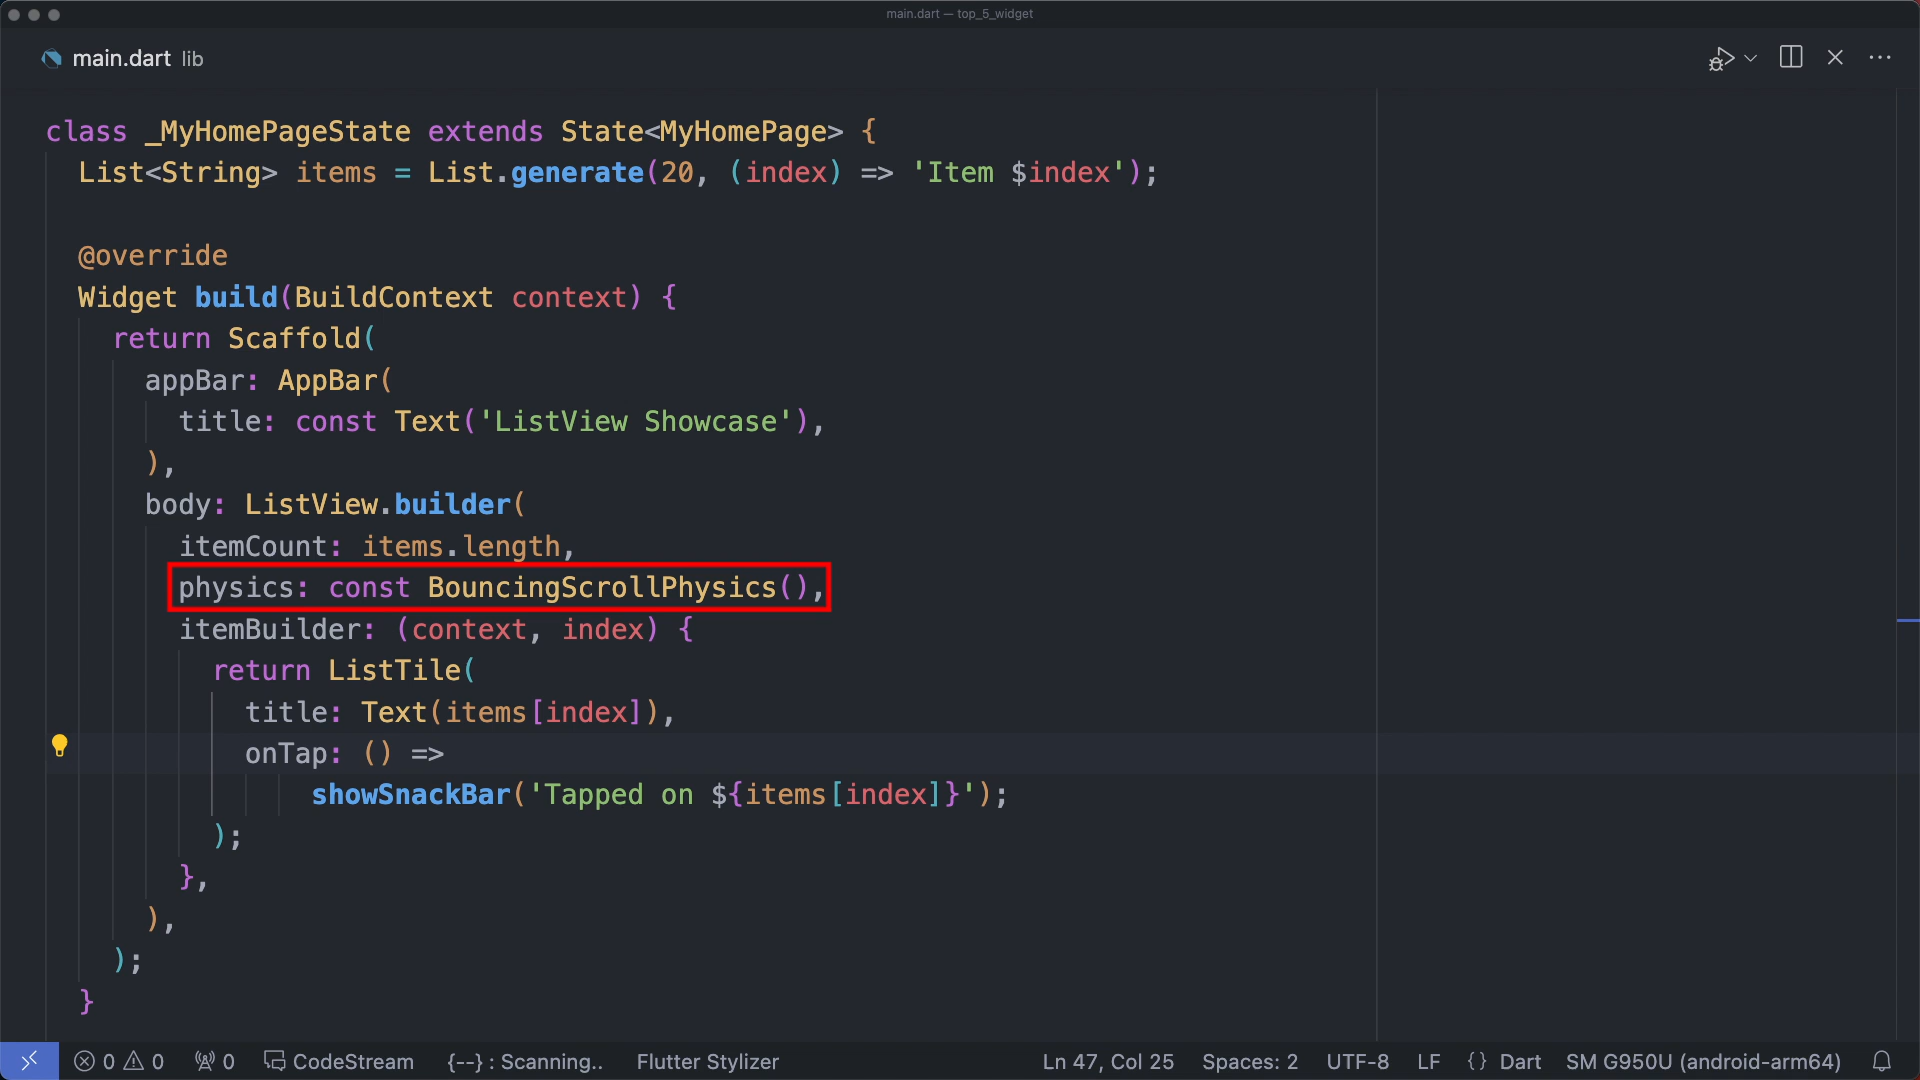 main.dart — top_5_widget
main.dart lib
class _MyHomePageState extends State<MyHomePage> {
List<String> items = List.generate(20, (index) => 'Item $index');
@override
Widget build(BuildContext context) {
return Scaffold(
appBar: AppBar(
title: const Text('ListView Showcase'),
),
body: ListView.builder(
itemCount: items.length,
physics: const BouncingScrollPhysics(),
itemBuilder: (context, index) {
return ListTile(
title: Text(items[index]),
onTap: () =>
showSnackBar('Tapped on ${items[index]}');
);
},
),
);
}
0 0 0 CodeStream {--} : Scanning.. Flutter Stylizer Ln 47, Col 25 Spaces: 2 UTF-8 LF {} Dart SM G950U (android-arm64)